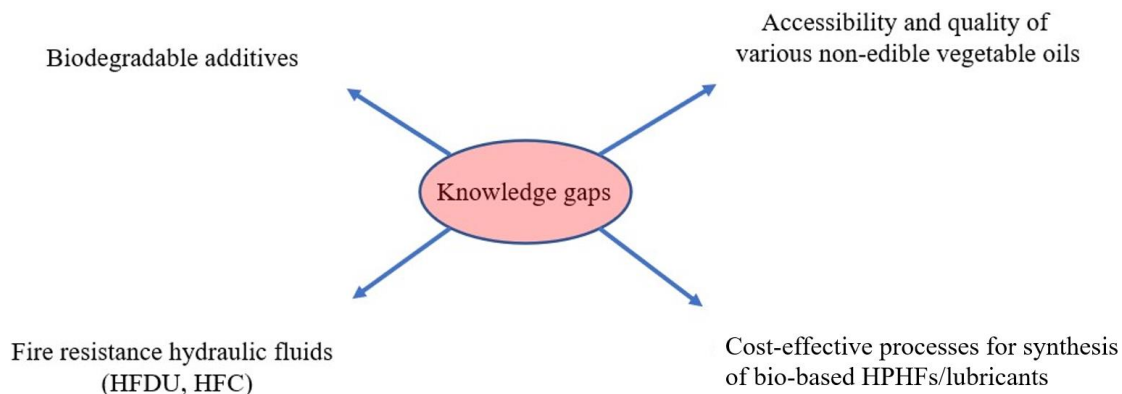 Biodegradable additives
Accessibility and quality of
various non-edible vegetable oils
Knowledge gaps
Fire resistance hydraulic fluids
(HFDU, HFC)
Cost-effective processes for synthesis
of bio-based HPHFs/lubricants